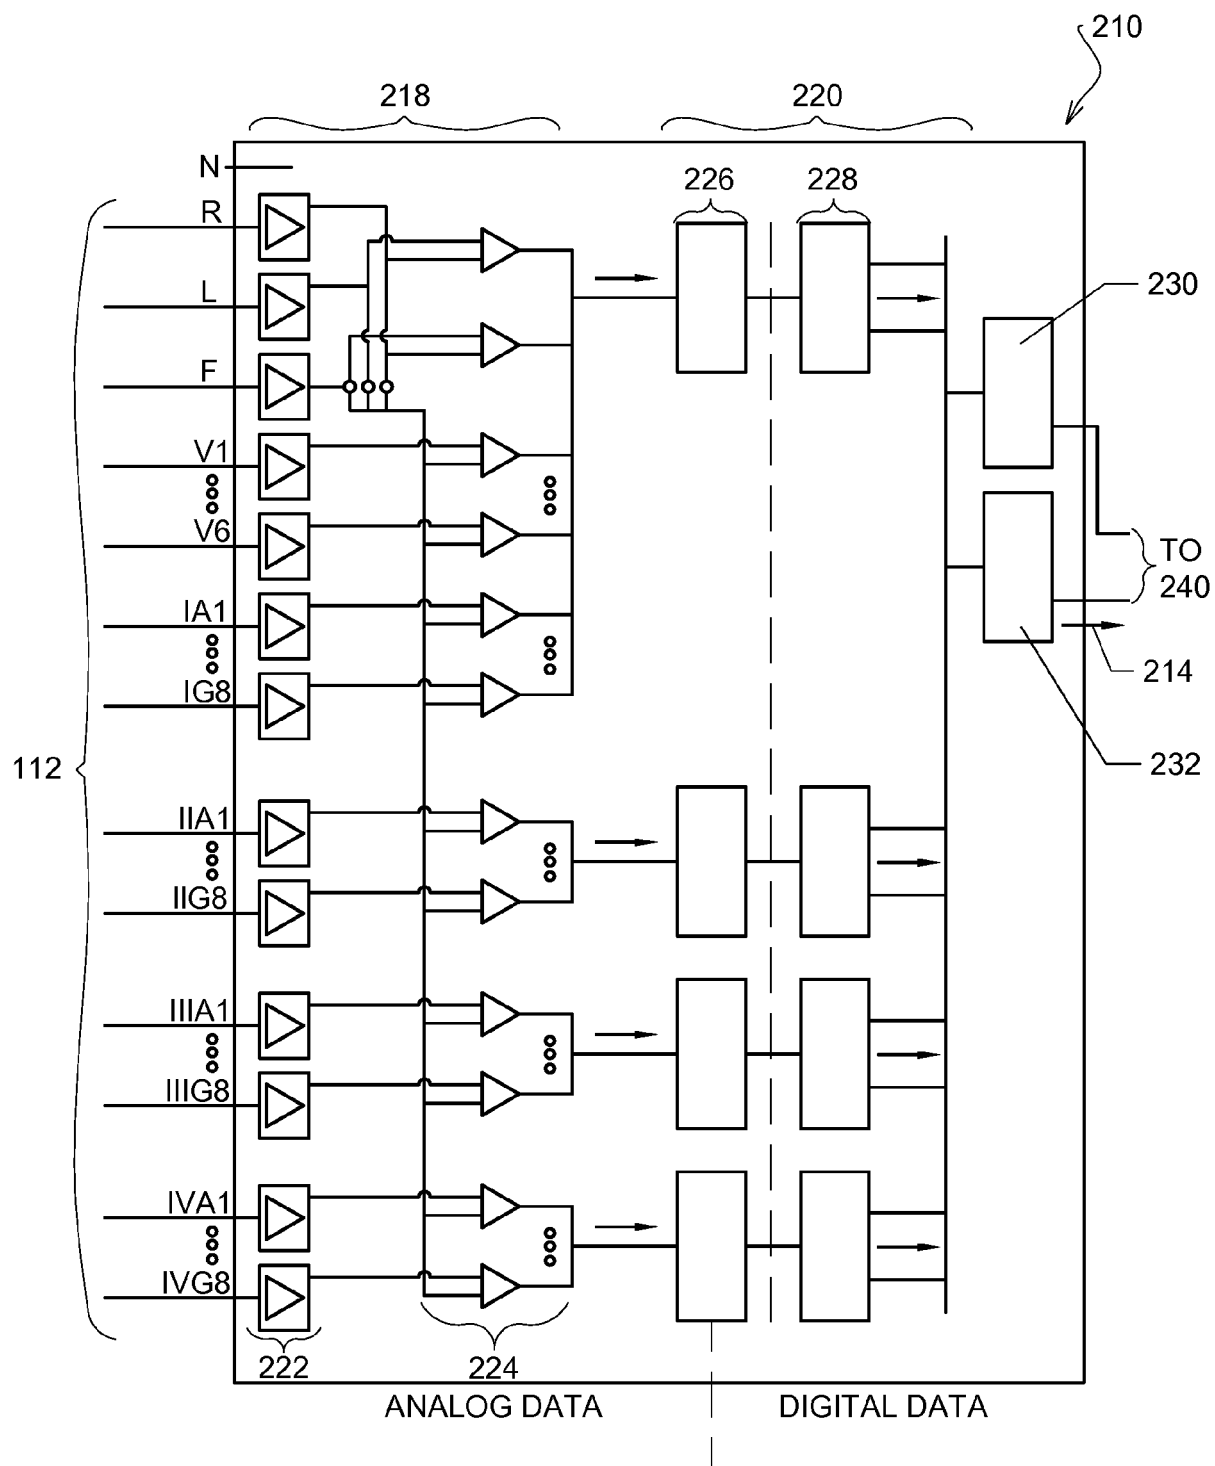 210
218
220
N
226
228
R
L
230
F
V1
V6
TO
240
IA1
214
IG8
112
232
IIA1
IIG8
IIIA1
IIIG8
IVA1
IVG8
222
224
ANALOG DATA
DIGITAL DATA